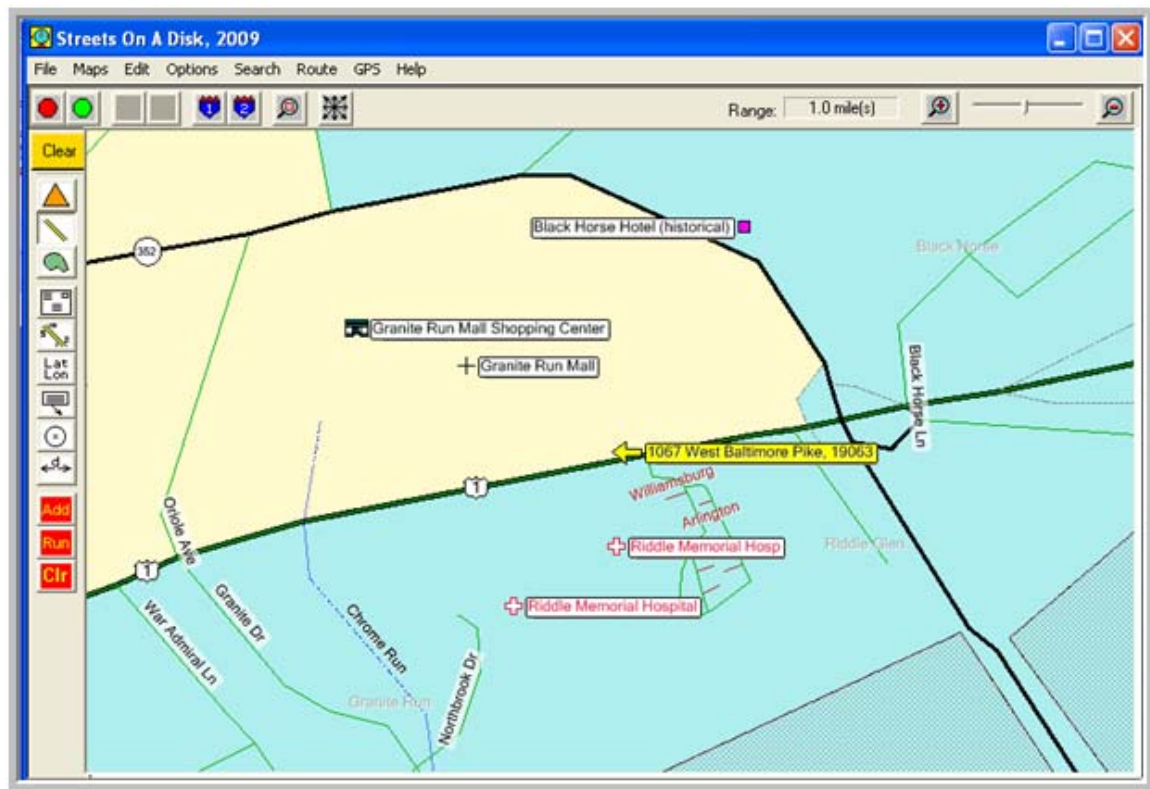 Streets On A Disk, 2009
File Maps Edit Options Search Route GPS Help
1 2 Range: 1.0 mile(s)
Clear
Black Horse Hotel (historical)
Black Horse
352
Granite Run Mall Shopping Center
Granite Run Mall
Lat
Lon
Black Horse Ln
1067 West Baltimore Pike, 19063
d
Williamsburg
1
Add
Oriole Ave
Arlington
Run
Riddle Memorial Hosp
Riddle Glen
1
Clr
Granite Dr
Riddle Memorial Hospital
War Admiral Ln
Chrome Run
Northbrook Dr
Granite Run